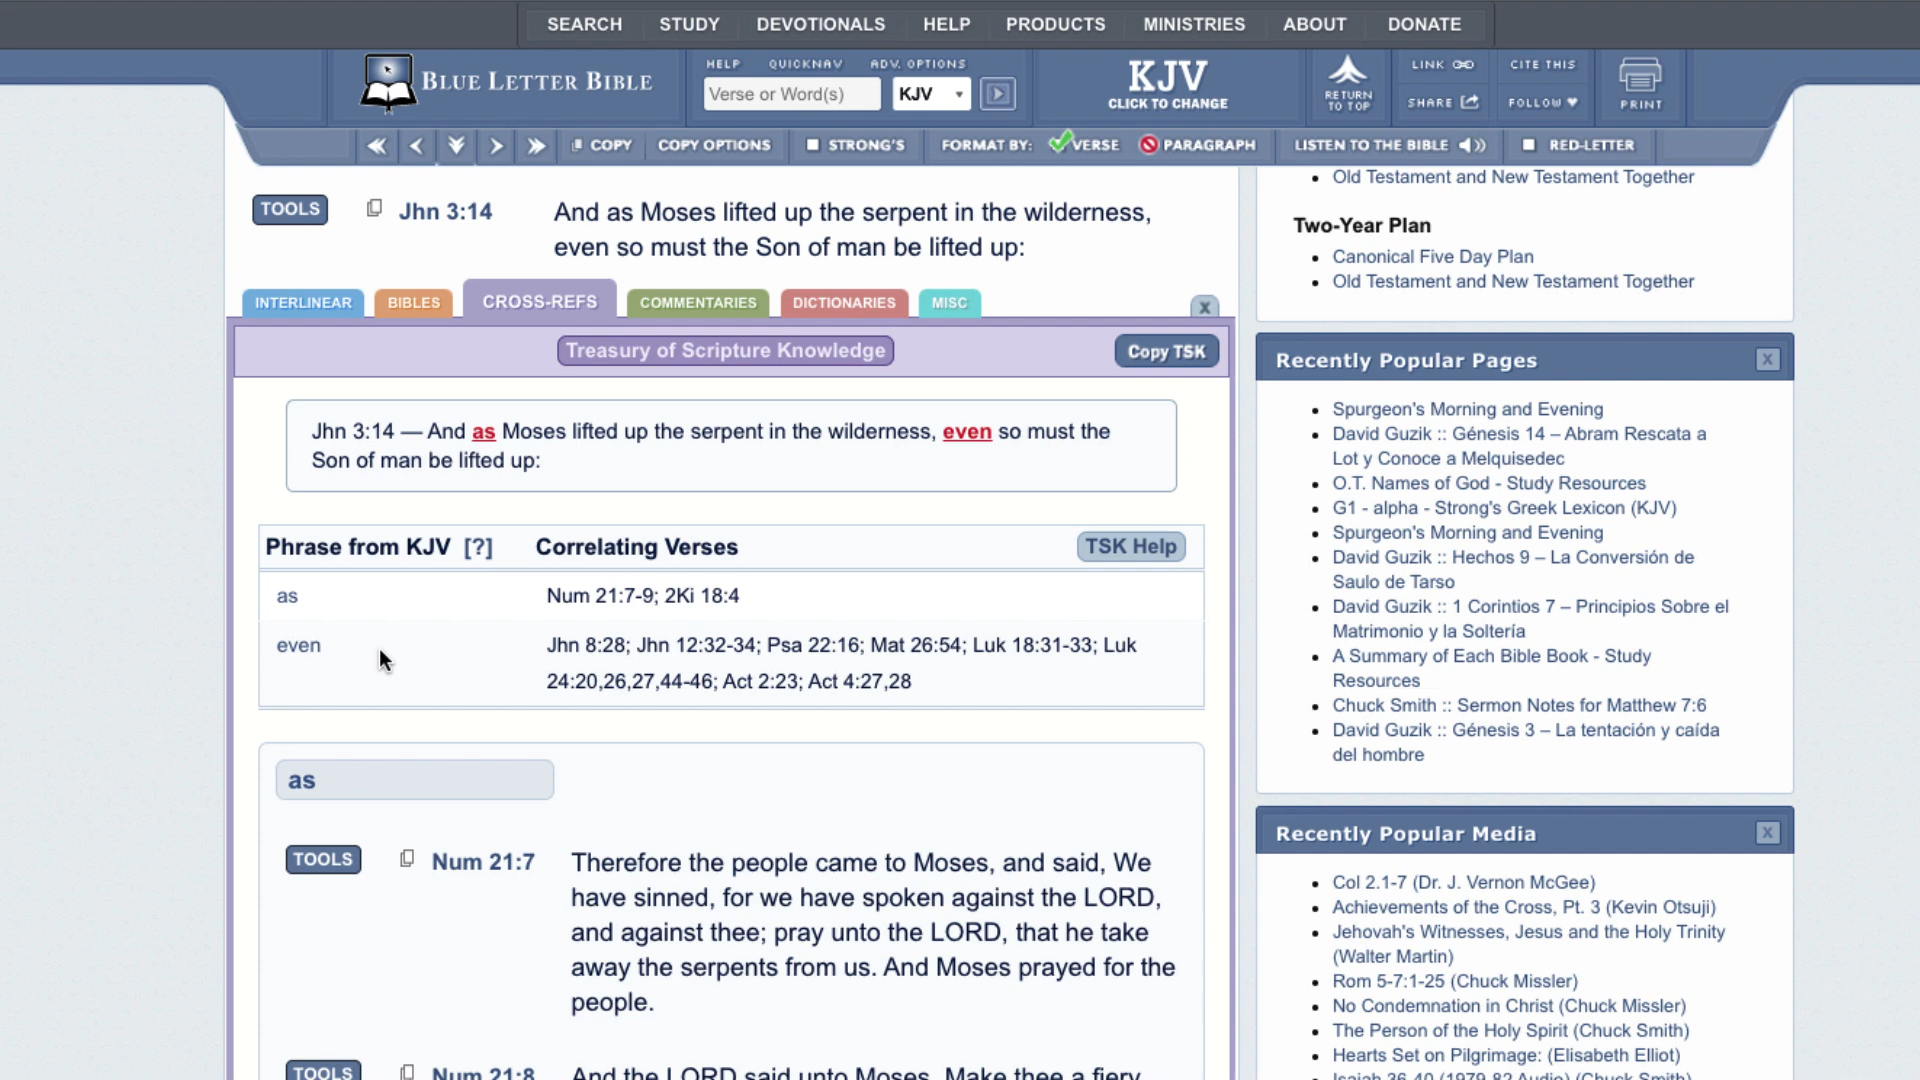 SEARCH STUDY DEVOTIONALS HELP PRODUCTS MINISTRIES ABOUT DONATE
BLUE LETTER BIBLE
HELP QUICKNAV ADV. OPTIONS
Verse or Word(s) KJV
KJV
CLICK TO CHANGE
RETURN
TO TOP
LINK CITE THIS
SHARE FOLLOW
PRINT
COPY COPY OPTIONS STRONG'S FORMAT BY: VERSE PARAGRAPH LISTEN TO THE BIBLE RED-LETTER
TOOLS Jhn 3:14 And as Moses lifted up the serpent in the wilderness,
even so must the Son of man be lifted up:
INTERLINEAR BIBLES CROSS-REFS COMMENTARIES DICTIONARIES MISC X
Treasury of Scripture Knowledge Copy TSK
Jhn 3:14 — And as Moses lifted up the serpent in the wilderness, even so must the
Son of man be lifted up:
Phrase from KJV [?] Correlating Verses TSK Help
as Num 21:7-9; 2Ki 18:4
even Jhn 8:28; Jhn 12:32-34; Psa 22:16; Mat 26:54; Luk 18:31-33; Luk
24:20,26,27,44-46; Act 2:23; Act 4:27,28
as
TOOLS Num 21:7 Therefore the people came to Moses, and said, We
have sinned, for we have spoken against the LORD,
and against thee; pray unto the LORD, that he take
away the serpents from us. And Moses prayed for the
people.
TOOLS Num 21:8 And the LORD said unto Moses, Make thee a fiery
Old Testament and New Testament Together
Two-Year Plan
Canonical Five Day Plan
Old Testament and New Testament Together
Recently Popular Pages X
Spurgeon's Morning and Evening
David Guzik :: Génesis 14 – Abram Rescata a
Lot y Conoce a Melquisedec
O.T. Names of God - Study Resources
G1 - alpha - Strong's Greek Lexicon (KJV)
Spurgeon's Morning and Evening
David Guzik :: Hechos 9 – La Conversión de
Saulo de Tarso
David Guzik :: 1 Corintios 7 – Principios Sobre el
Matrimonio y la Soltería
A Summary of Each Bible Book - Study
Resources
Chuck Smith :: Sermon Notes for Matthew 7:6
David Guzik :: Génesis 3 – La tentación y caída
del hombre
Recently Popular Media X
Col 2.1-7 (Dr. J. Vernon McGee)
Achievements of the Cross, Pt. 3 (Kevin Otsuji)
Jehovah's Witnesses, Jesus and the Holy Trinity
(Walter Martin)
Rom 5-7:1-25 (Chuck Missler)
No Condemnation in Christ (Chuck Missler)
The Person of the Holy Spirit (Chuck Smith)
Hearts Set on Pilgrimage: (Elisabeth Elliot)
Isaiah 36-40 (1979-82 Audio) (Chuck Smith)